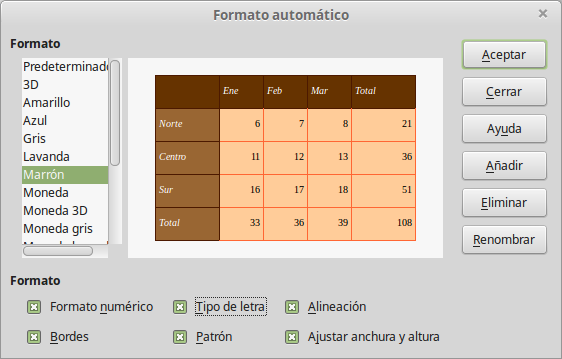 Formato automático
Formato
Predeterminado
3D
Amarillo
Azul
Gris
Lavanda
Marrón
Moneda
Moneda 3D
Moneda gris
Ene Feb Mar Total
Norte 6 7 8 21
Centro 11 12 13 36
Sur 16 17 18 51
Total 33 36 39 108
Aceptar
Cerrar
Ayuda
Añadir
Eliminar
Renombrar
Formato
Formato numérico Tipo de letra Alineación
Bordes Patrón Ajustar anchura y altura